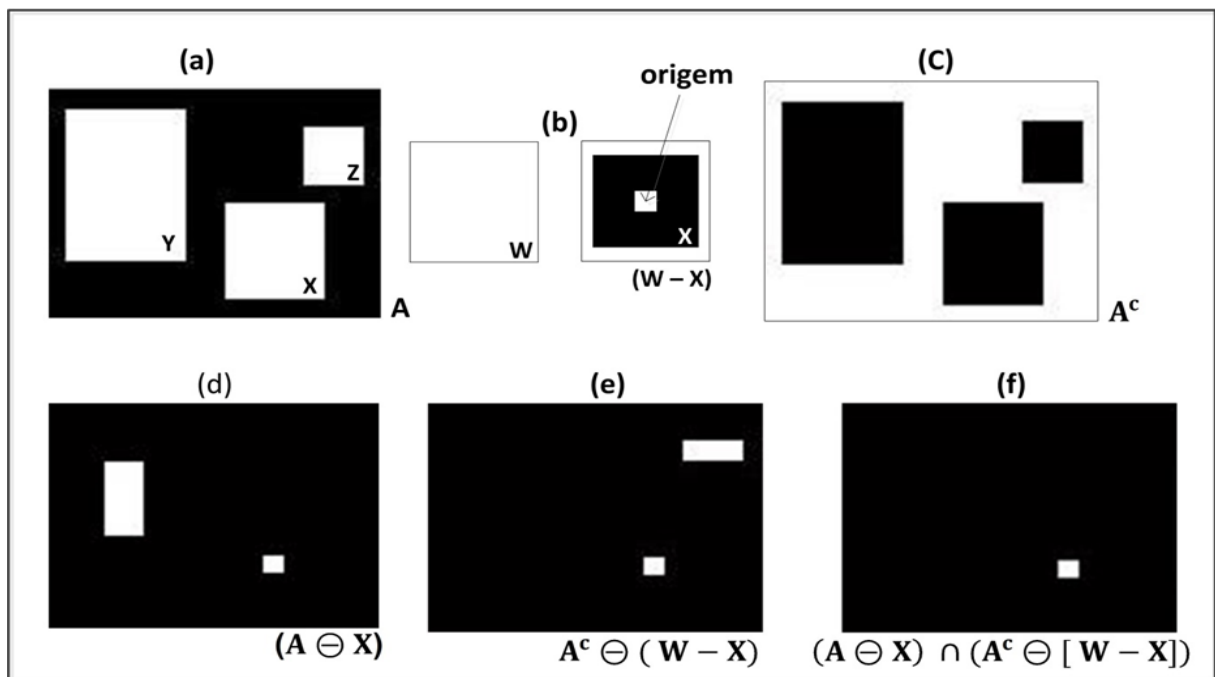 (a)
origem
(C)
(b)
Z
Y
X
A
W
X
(W – X)
Aᶜ
(d)
(e)
(f)
(A ⊖ X)
Aᶜ ⊖ ( W – X)
(A ⊖ X) ∩ (Aᶜ ⊖ [ W – X])